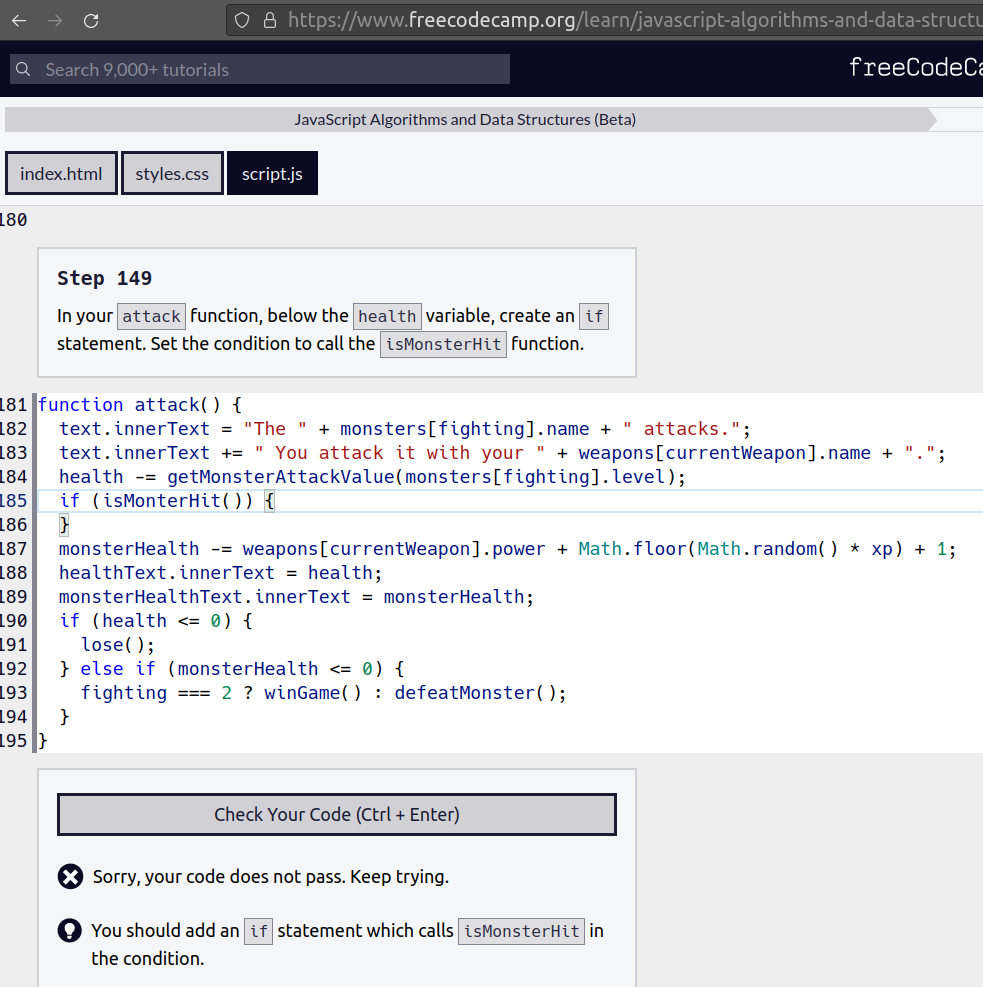 https://www.freecodecamp.org/learn/javascript-algorithms-and-data-structu
Search 9,000+ tutorials
freeCodeCa
JavaScript Algorithms and Data Structures (Beta)
index.html styles.css script.js
180
Step 149
In your attack function, below the health variable, create an if
statement. Set the condition to call the isMonsterHit function.
181 function attack() {
182   text.innerText = "The " + monsters[fighting].name + " attacks.";
183   text.innerText += " You attack it with your " + weapons[currentWeapon].name + ".";
184   health -= getMonsterAttackValue(monsters[fighting].level);
185   if (isMonterHit()) {
186   }
187   monsterHealth -= weapons[currentWeapon].power + Math.floor(Math.random() * xp) + 1;
188   healthText.innerText = health;
189   monsterHealthText.innerText = monsterHealth;
190   if (health <= 0) {
191     lose();
192   } else if (monsterHealth <= 0) {
193     fighting === 2 ? winGame() : defeatMonster();
194   }
195 }
Check Your Code (Ctrl + Enter)
Sorry, your code does not pass. Keep trying.
You should add an if statement which calls isMonsterHit in
the condition.